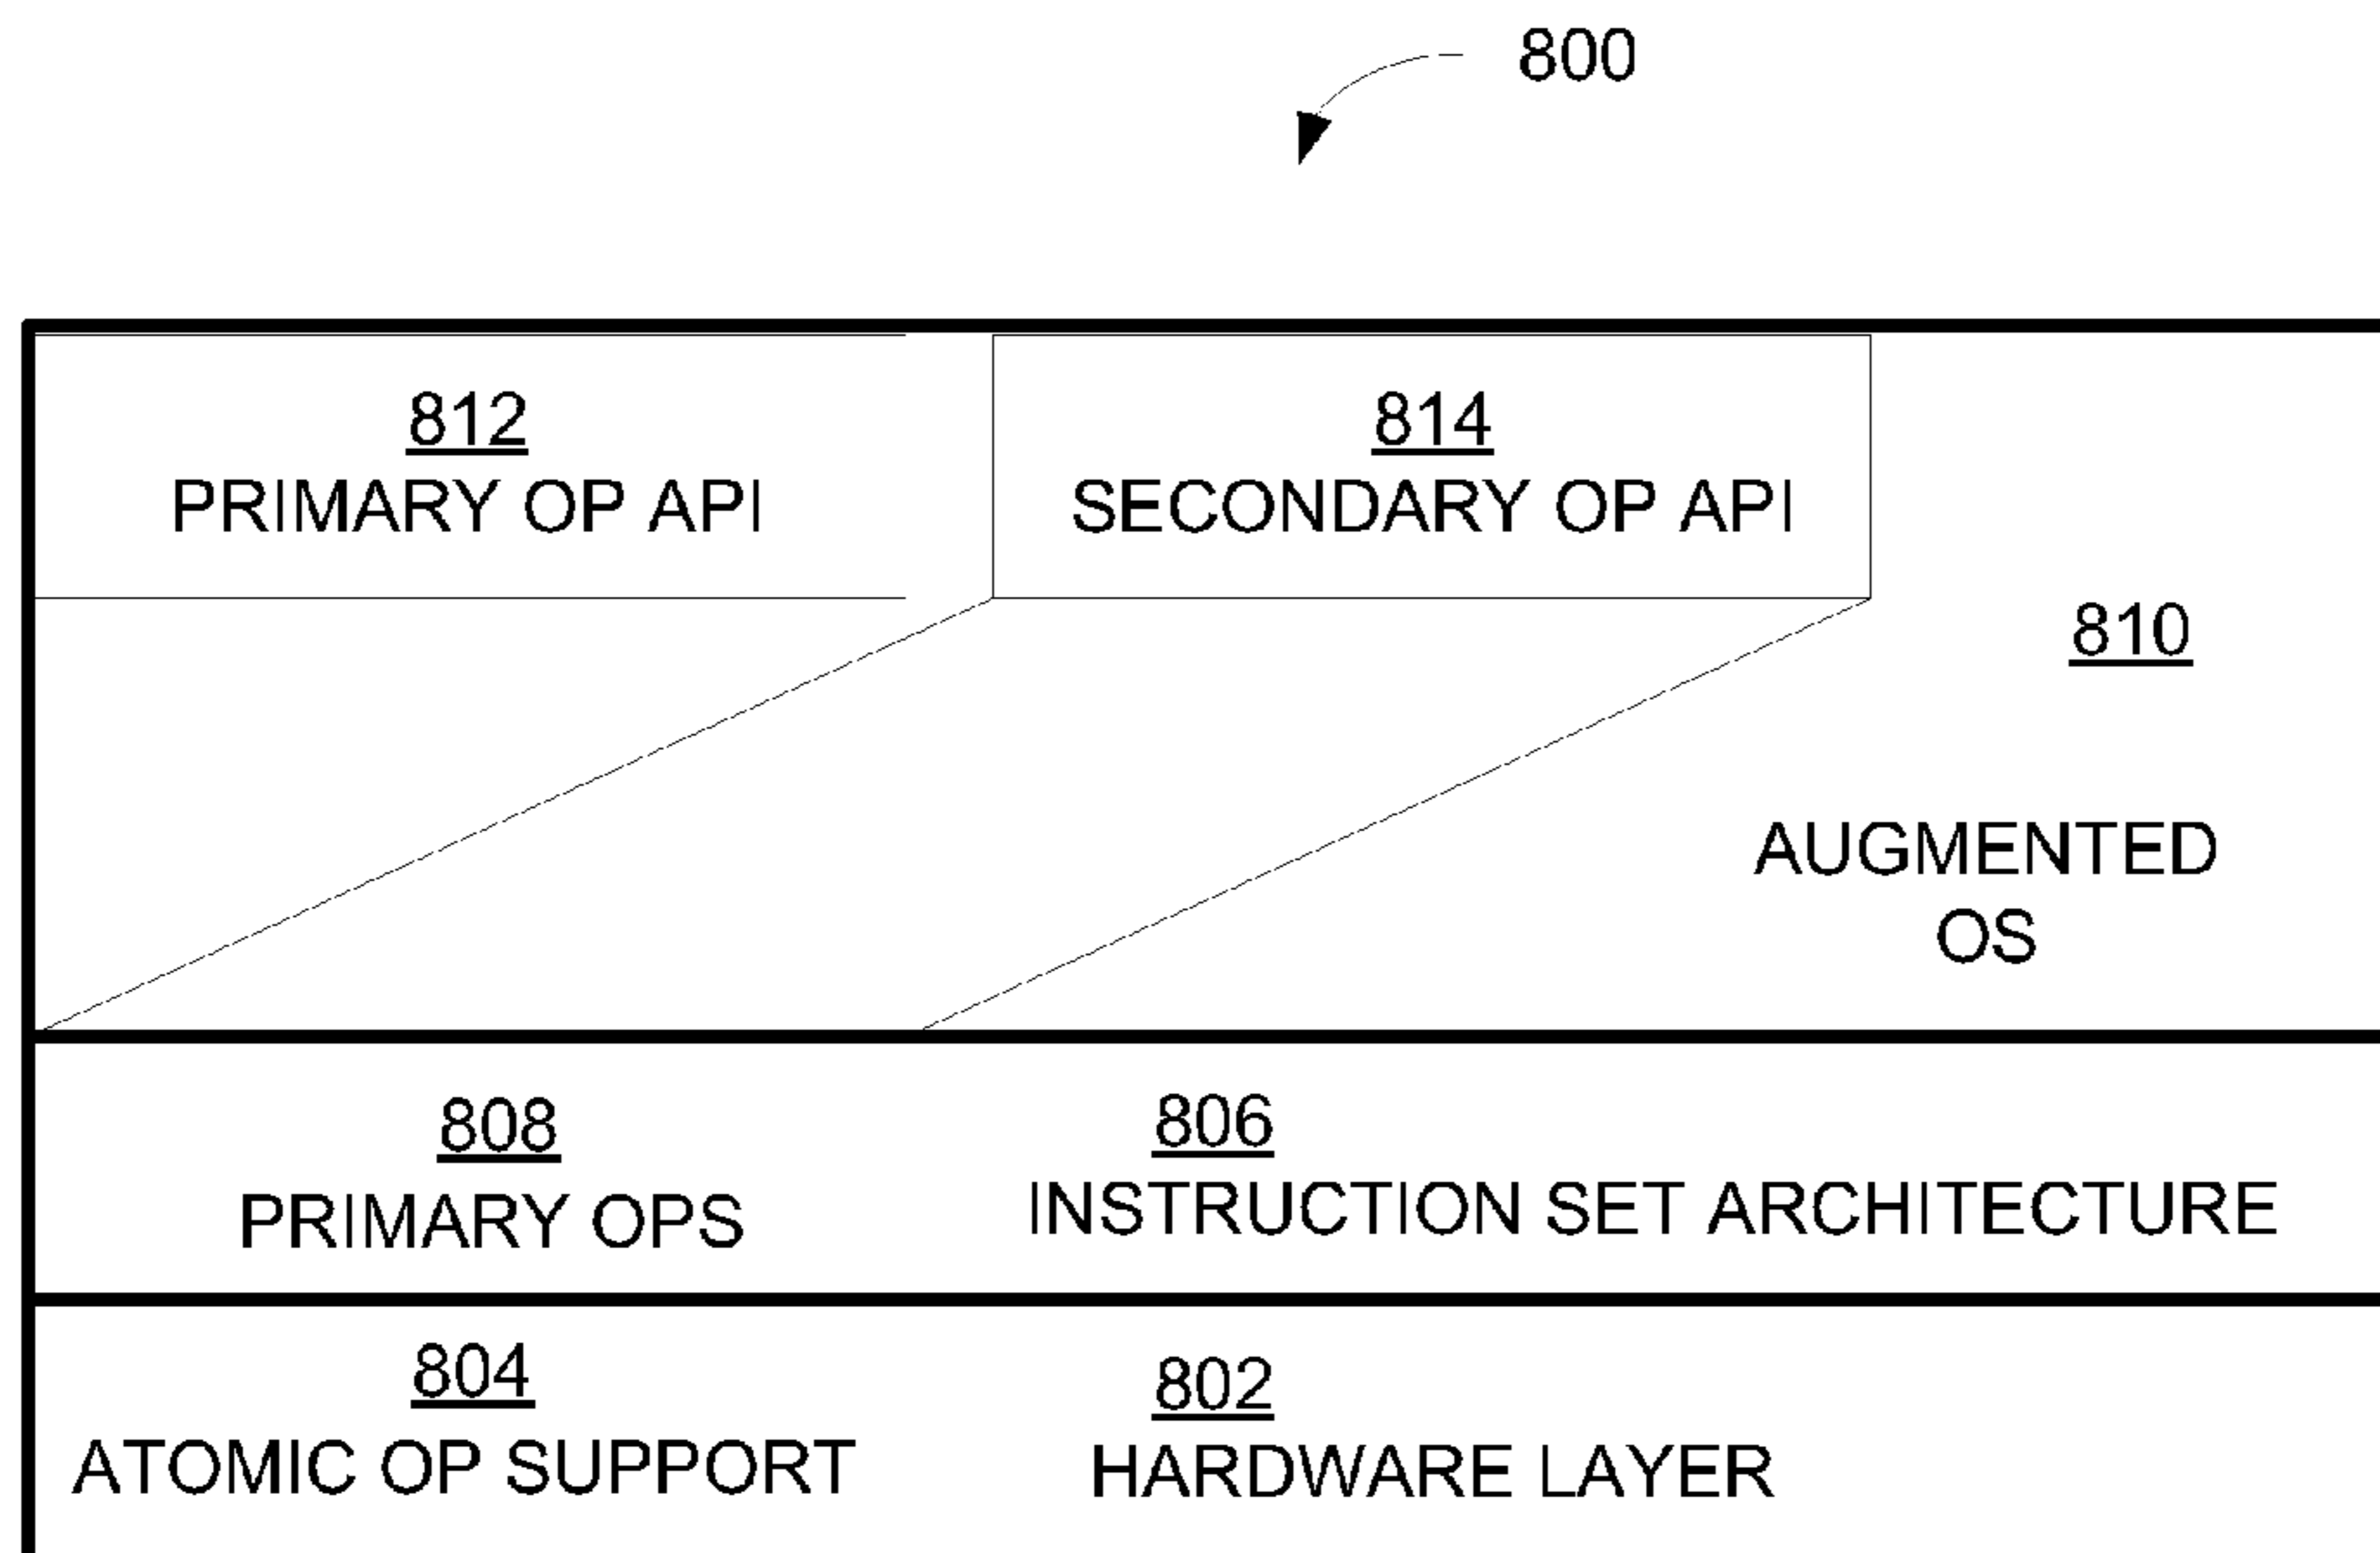 800
812
PRIMARY OP API
814
SECONDARY OP API
810
AUGMENTED
OS
808
PRIMARY OPS
806
INSTRUCTION SET ARCHITECTURE
804
ATOMIC OP SUPPORT
802
HARDWARE LAYER